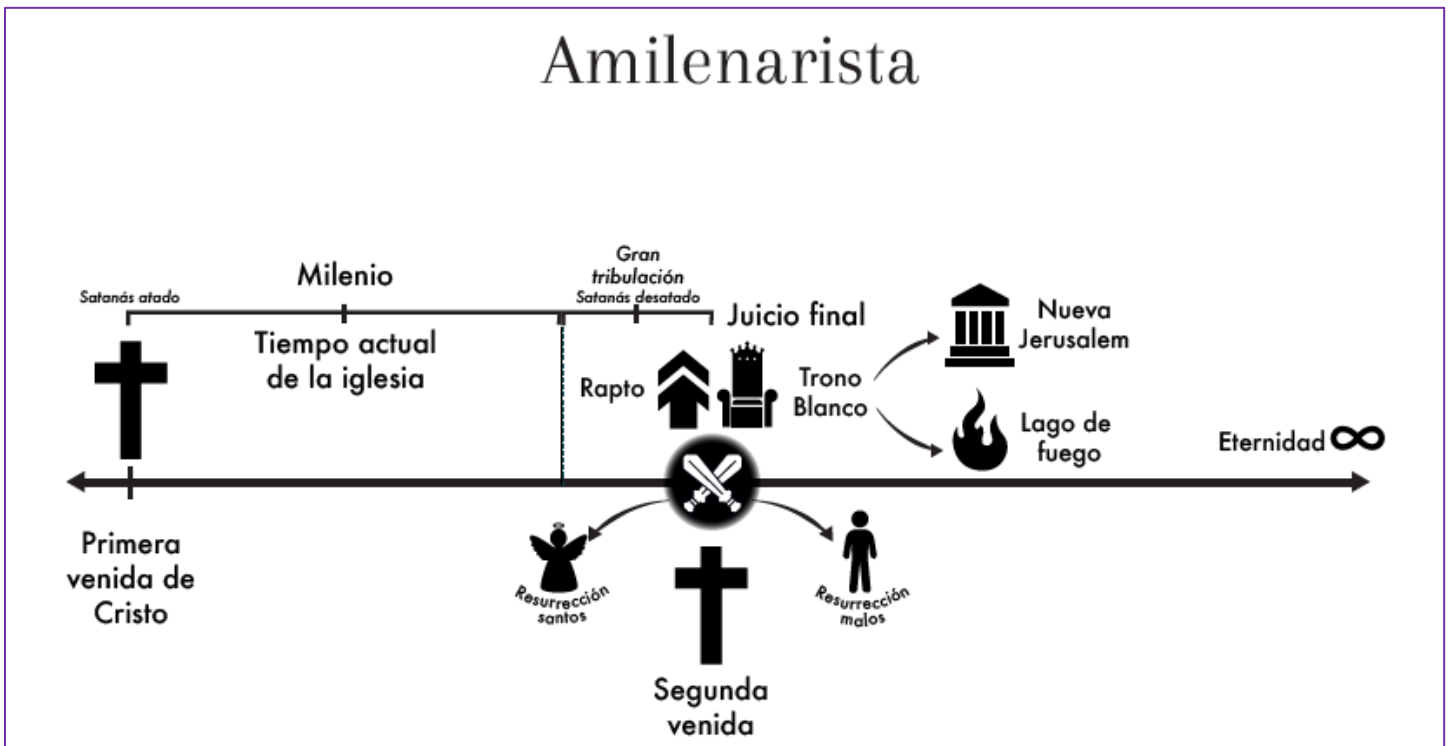 Amilenarista
Satanás atado
Milenio
Gran
tribulación
Satanás desatado
Tiempo actual
de la iglesia
Rapto
Juicio final
Trono
Blanco
Nueva
Jerusalem
Lago de
fuego
Eternidad
Primera
venida de
Cristo
Resurrección
santos
Resurrección
malos
Segunda
venida